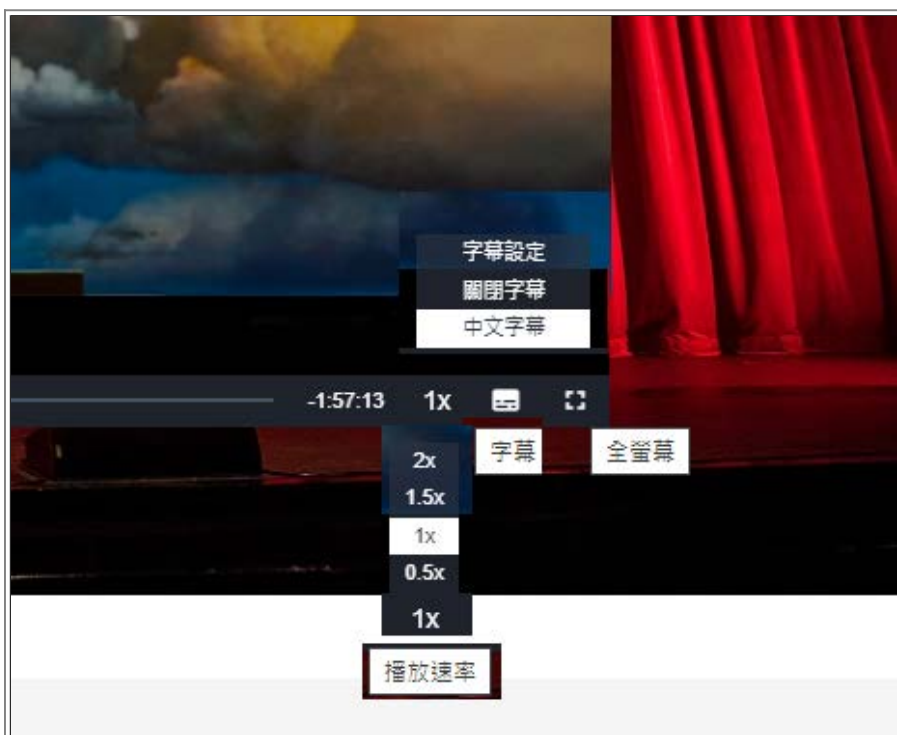 字幕設定
關閉字幕
中文字幕
-1:57:13 1x
字幕 全螢幕
2x
1.5x
1x
0.5x
1x
播放速率